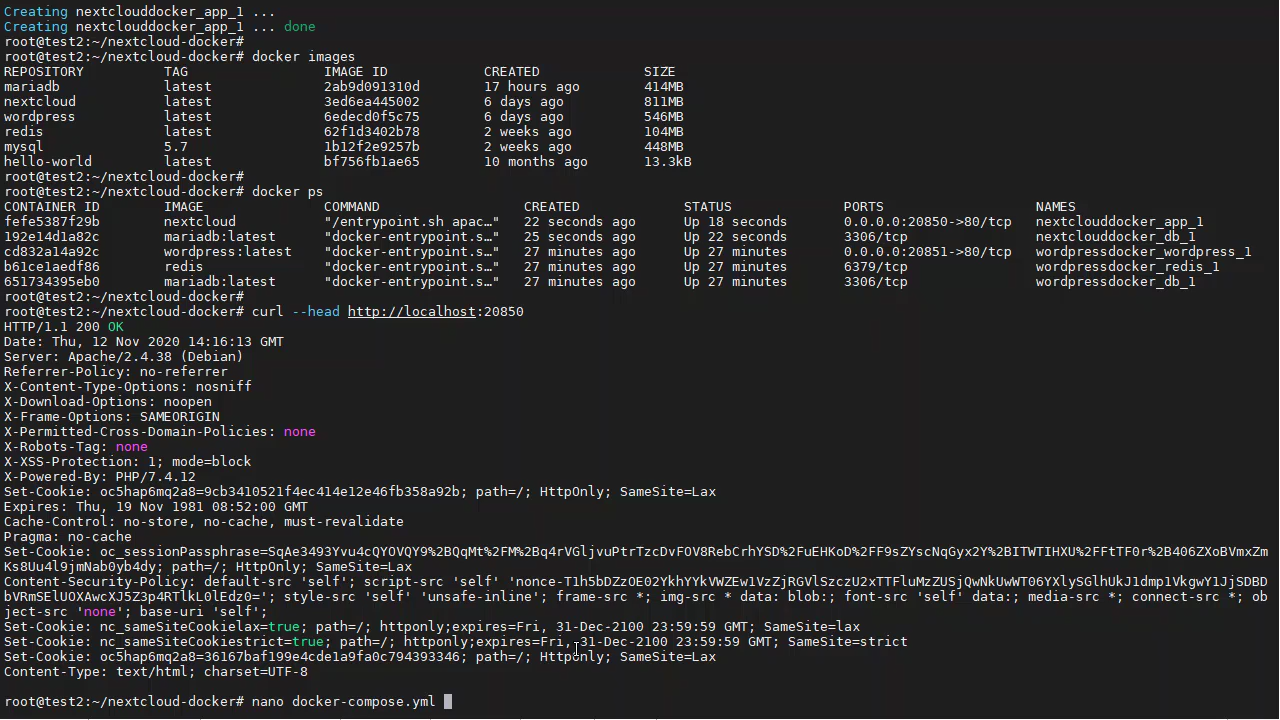 Creating nextclouddocker_app_1 ...
Creating nextclouddocker_app_1 ... done
root@test2:~/nextcloud-docker#
root@test2:~/nextcloud-docker# docker images
REPOSITORY TAG IMAGE ID CREATED SIZE
mariadb latest 2ab9d091310d 17 hours ago 414MB
nextcloud latest 3ed6ea445002 6 days ago 811MB
wordpress latest 6edecd0f5c75 6 days ago 546MB
redis latest 62f1d3402b78 2 weeks ago 104MB
mysql 5.7 1b12f2e9257b 2 weeks ago 448MB
hello-world latest bf756fb1ae65 10 months ago 13.3kB
root@test2:~/nextcloud-docker#
root@test2:~/nextcloud-docker# docker ps
CONTAINER ID IMAGE COMMAND CREATED STATUS PORTS NAMES
fefe5387f29b nextcloud "/entrypoint.sh apac…" 22 seconds ago Up 18 seconds 0.0.0.0:20850->80/tcp nextclouddocker_app_1
192e14d1a82c mariadb:latest "docker-entrypoint.s…" 25 seconds ago Up 22 seconds 3306/tcp nextclouddocker_db_1
cd832a14a92c wordpress:latest "docker-entrypoint.s…" 27 minutes ago Up 27 minutes 0.0.0.0:20851->80/tcp wordpressdocker_wordpress_1
b61ce1aedf86 redis "docker-entrypoint.s…" 27 minutes ago Up 27 minutes 6379/tcp wordpressdocker_redis_1
651734395eb0 mariadb:latest "docker-entrypoint.s…" 27 minutes ago Up 27 minutes 3306/tcp wordpressdocker_db_1
root@test2:~/nextcloud-docker#
root@test2:~/nextcloud-docker# curl --head http://localhost:20850
HTTP/1.1 200 OK
Date: Thu, 12 Nov 2020 14:16:13 GMT
Server: Apache/2.4.38 (Debian)
Referrer-Policy: no-referrer
X-Content-Type-Options: nosniff
X-Download-Options: noopen
X-Frame-Options: SAMEORIGIN
X-Permitted-Cross-Domain-Policies: none
X-Robots-Tag: none
X-XSS-Protection: 1; mode=block
X-Powered-By: PHP/7.4.12
Set-Cookie: oc5hap6mq2a8=9cb3410521f4ec414e12e46fb358a92b; path=/; HttpOnly; SameSite=Lax
Expires: Thu, 19 Nov 1981 08:52:00 GMT
Cache-Control: no-store, no-cache, must-revalidate
Pragma: no-cache
Set-Cookie: oc_sessionPassphrase=SqAe3493Yvu4cQYOVQY9%2BQqMt%2FM%2Bq4rVGljvuPtrTzcDvFOV8RebCrhYSD%2FuEHKoD%2FF9sZYscNqGyx2Y%2BITWTIHXU%2FFtTF0r%2B406ZXoBVmxZm
Ks8Uu4l9jmNab0yb4dy; path=/; HttpOnly; SameSite=Lax
Content-Security-Policy: default-src 'self'; script-src 'self' 'nonce-T1h5bDZzOE02YkhYYkVWZEw1VzZjRGVlSzczU2xTTFluMzZUSjQwNkUwWT06YXlySGlhUkJ1dmp1VkgwY1JjSDBD
bVRmSElUOXAwcXJ5Z3p4RTlkL0lEdz0='; style-src 'self' 'unsafe-inline'; frame-src *; img-src * data: blob:; font-src 'self' data:; media-src *; connect-src *; ob
ject-src 'none'; base-uri 'self';
Set-Cookie: nc_sameSiteCookielax=true; path=/; httponly;expires=Fri, 31-Dec-2100 23:59:59 GMT; SameSite=lax
Set-Cookie: nc_sameSiteCookiestrict=true; path=/; httponly;expires=Fri, 31-Dec-2100 23:59:59 GMT; SameSite=strict
Set-Cookie: oc5hap6mq2a8=36167baf199e4cde1a9fa0c794393346; path=/; HttpOnly; SameSite=Lax
Content-Type: text/html; charset=UTF-8
root@test2:~/nextcloud-docker# nano docker-compose.yml